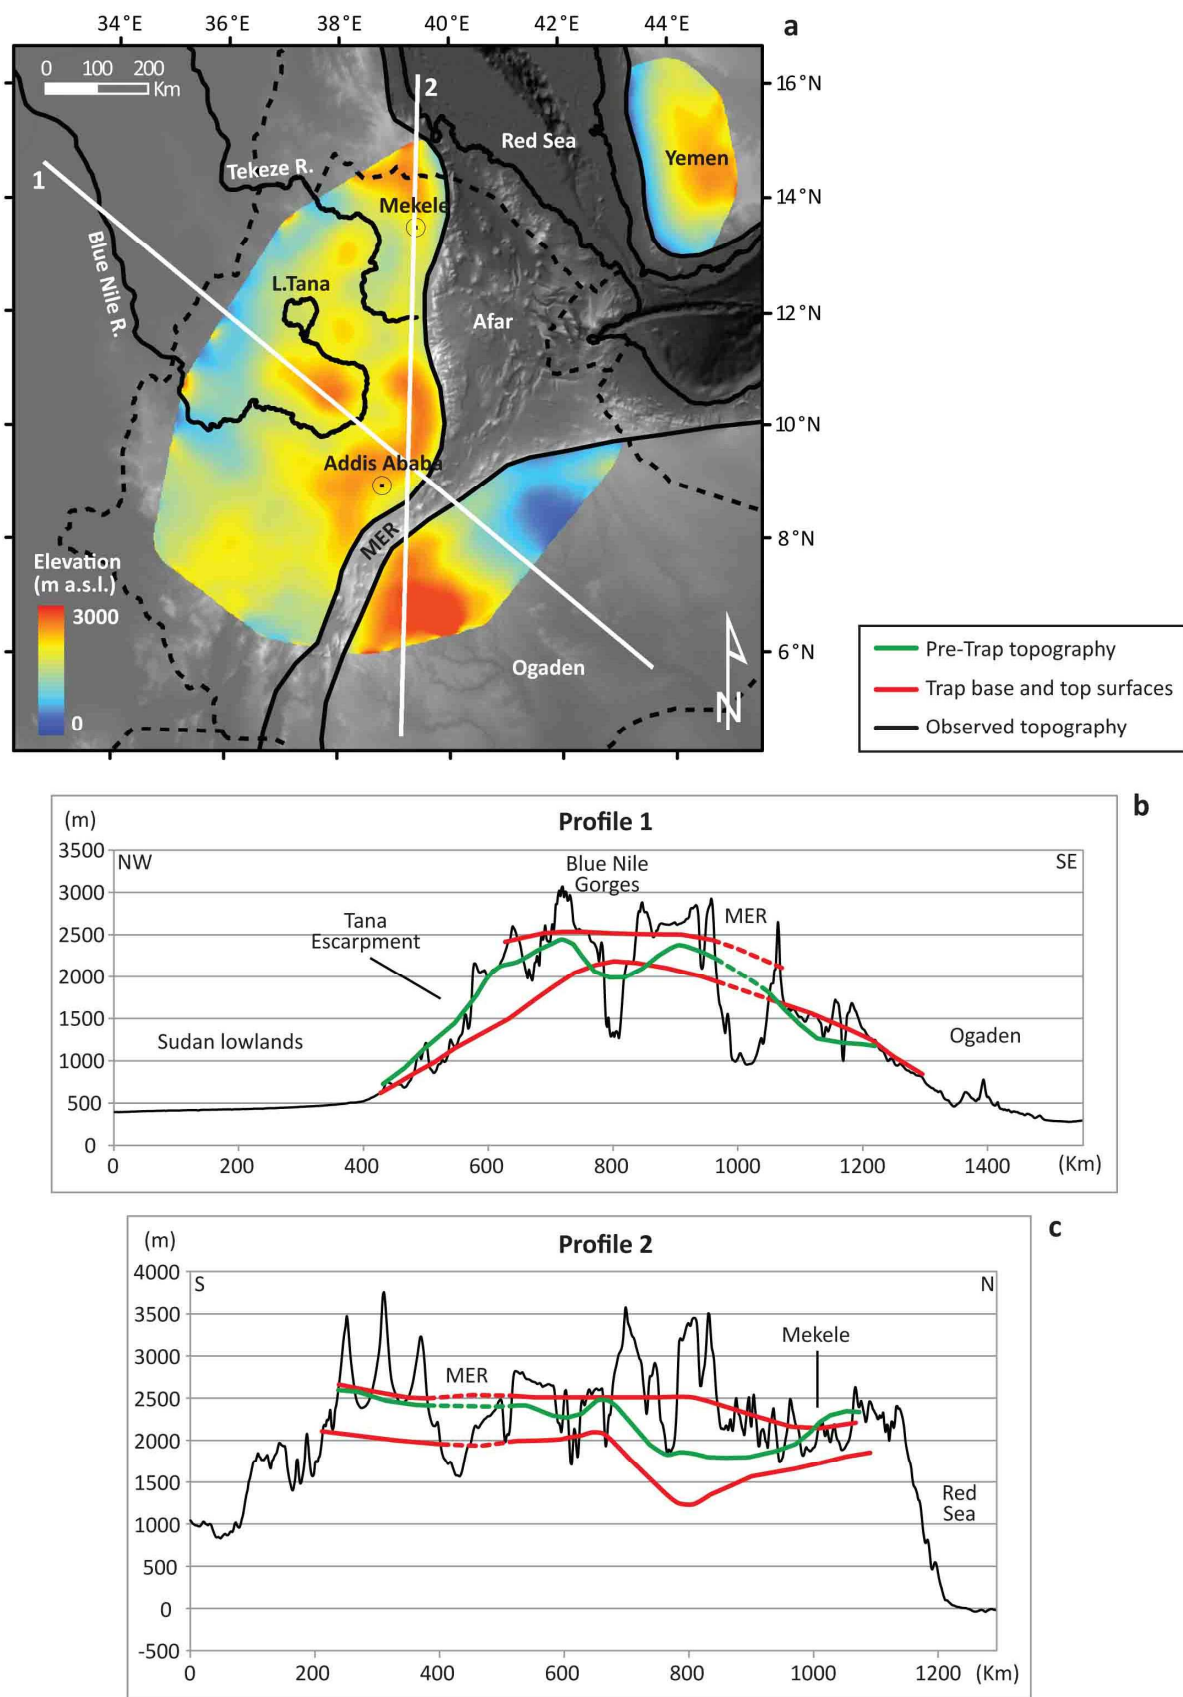 34°E 36°E 38°E 40°E 42°E 44°E
a
0 100 200
Km
16°N
14°N
12°N
10°N
8°N
6°N
2
1
Red Sea
Yemen
Tekeze R.
Mekele
Blue Nile R.
L.Tana
Afar
Addis Ababa
MER
Elevation
(m a.s.l.)
3000
0
Ogaden
N
Pre-Trap topography
Trap base and top surfaces
Observed topography
b
(m)
Profile 1
3500
3000
2500
2000
1500
1000
500
0
NW
SE
Blue Nile
Gorges
MER
Tana
Escarpment
Sudan lowlands
Ogaden
0 200 400 600 800 1000 1200 1400 (Km)
c
(m)
Profile 2
4000
3500
3000
2500
2000
1500
1000
500
0
-500
S
N
MER
Mekele
Red
Sea
0 200 400 600 800 1000 1200 (Km)